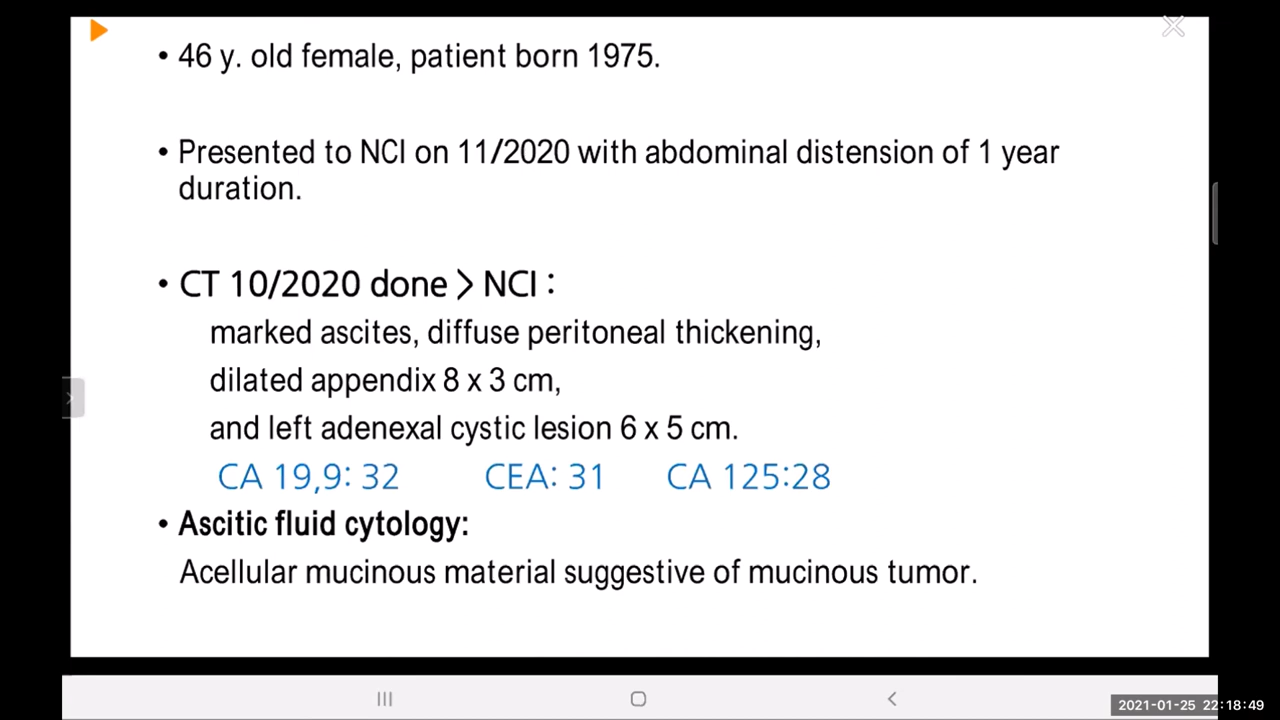 • 46 y. old female, patient born 1975.
• Presented to NCI on 11/2020 with abdominal distension of 1 year
duration.
• CT 10/2020 done > NCI :
marked ascites, diffuse peritoneal thickening,
dilated appendix 8 x 3 cm,
and left adenexal cystic lesion 6 x 5 cm.
CA 19,9: 32 CEA: 31 CA 125:28
• Ascitic fluid cytology:
Acellular mucinous material suggestive of mucinous tumor.
2021-01-25 22:18:49